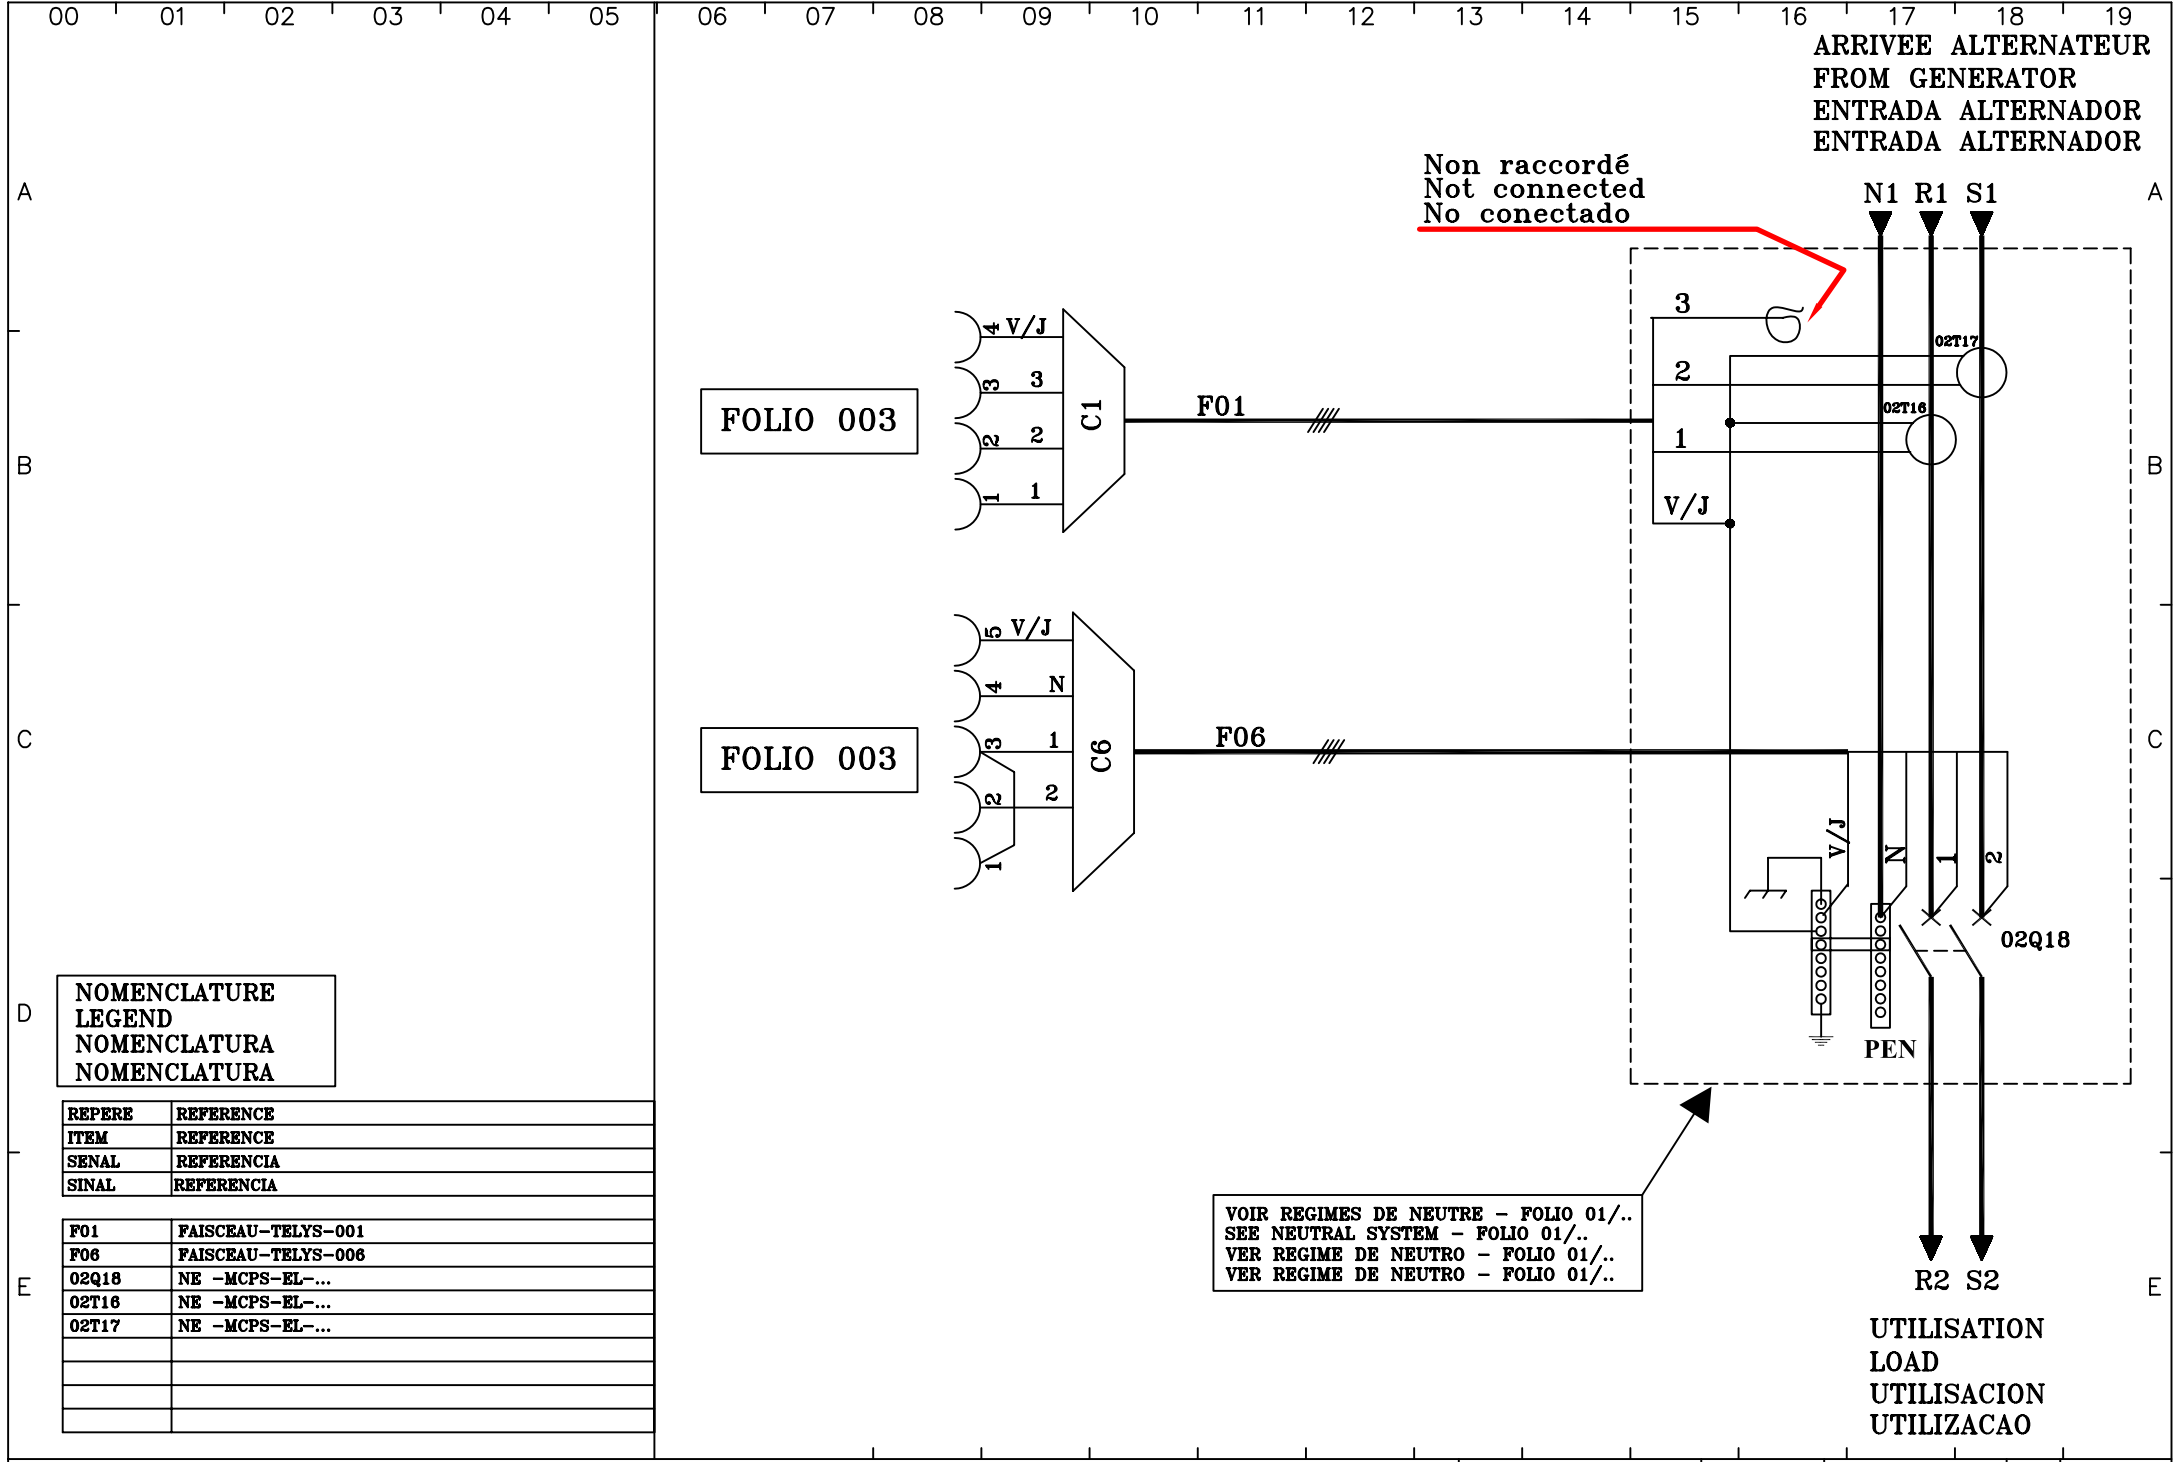 00 01 02 03 04 05 06 07 08 09 10 11 12 13 14 15 16 17 18 19
ARRIVEE ALTERNATEUR
FROM GENERATOR
ENTRADA ALTERNADOR
ENTRADA ALTERNADOR
Non raccordé
Not connected
No conectado
A
N1 R1 S1
A
3
4 V/J
02T17
3 3
2
FOLIO 003
C1
F01
02T16
2 2
1
B
B
1 1
V/J
5 V/J
4 N
C
FOLIO 003
3 1
C6
F06
C
2 2
1
V/J
N
1
2
02Q18
PEN
D
D
NOMENCLATURE
LEGEND
NOMENCLATURA
NOMENCLATURA
REPERE REFERENCE
ITEM REFERENCE
SENAL REFERENCIA
SINAL REFERENCIA
F01 FAISCEAU-TELYS-001
F06 FAISCEAU-TELYS-006
02Q18 NE -MCPS-EL-...
02T16 NE -MCPS-EL-...
02T17 NE -MCPS-EL-...
E
VOIR REGIMES DE NEUTRE - FOLIO 01/..
SEE NEUTRAL SYSTEM - FOLIO 01/..
VER REGIME DE NEUTRO - FOLIO 01/..
VER REGIME DE NEUTRO - FOLIO 01/..
R2 S2
E
UTILISATION
LOAD
UTILISACION
UTILIZACAO